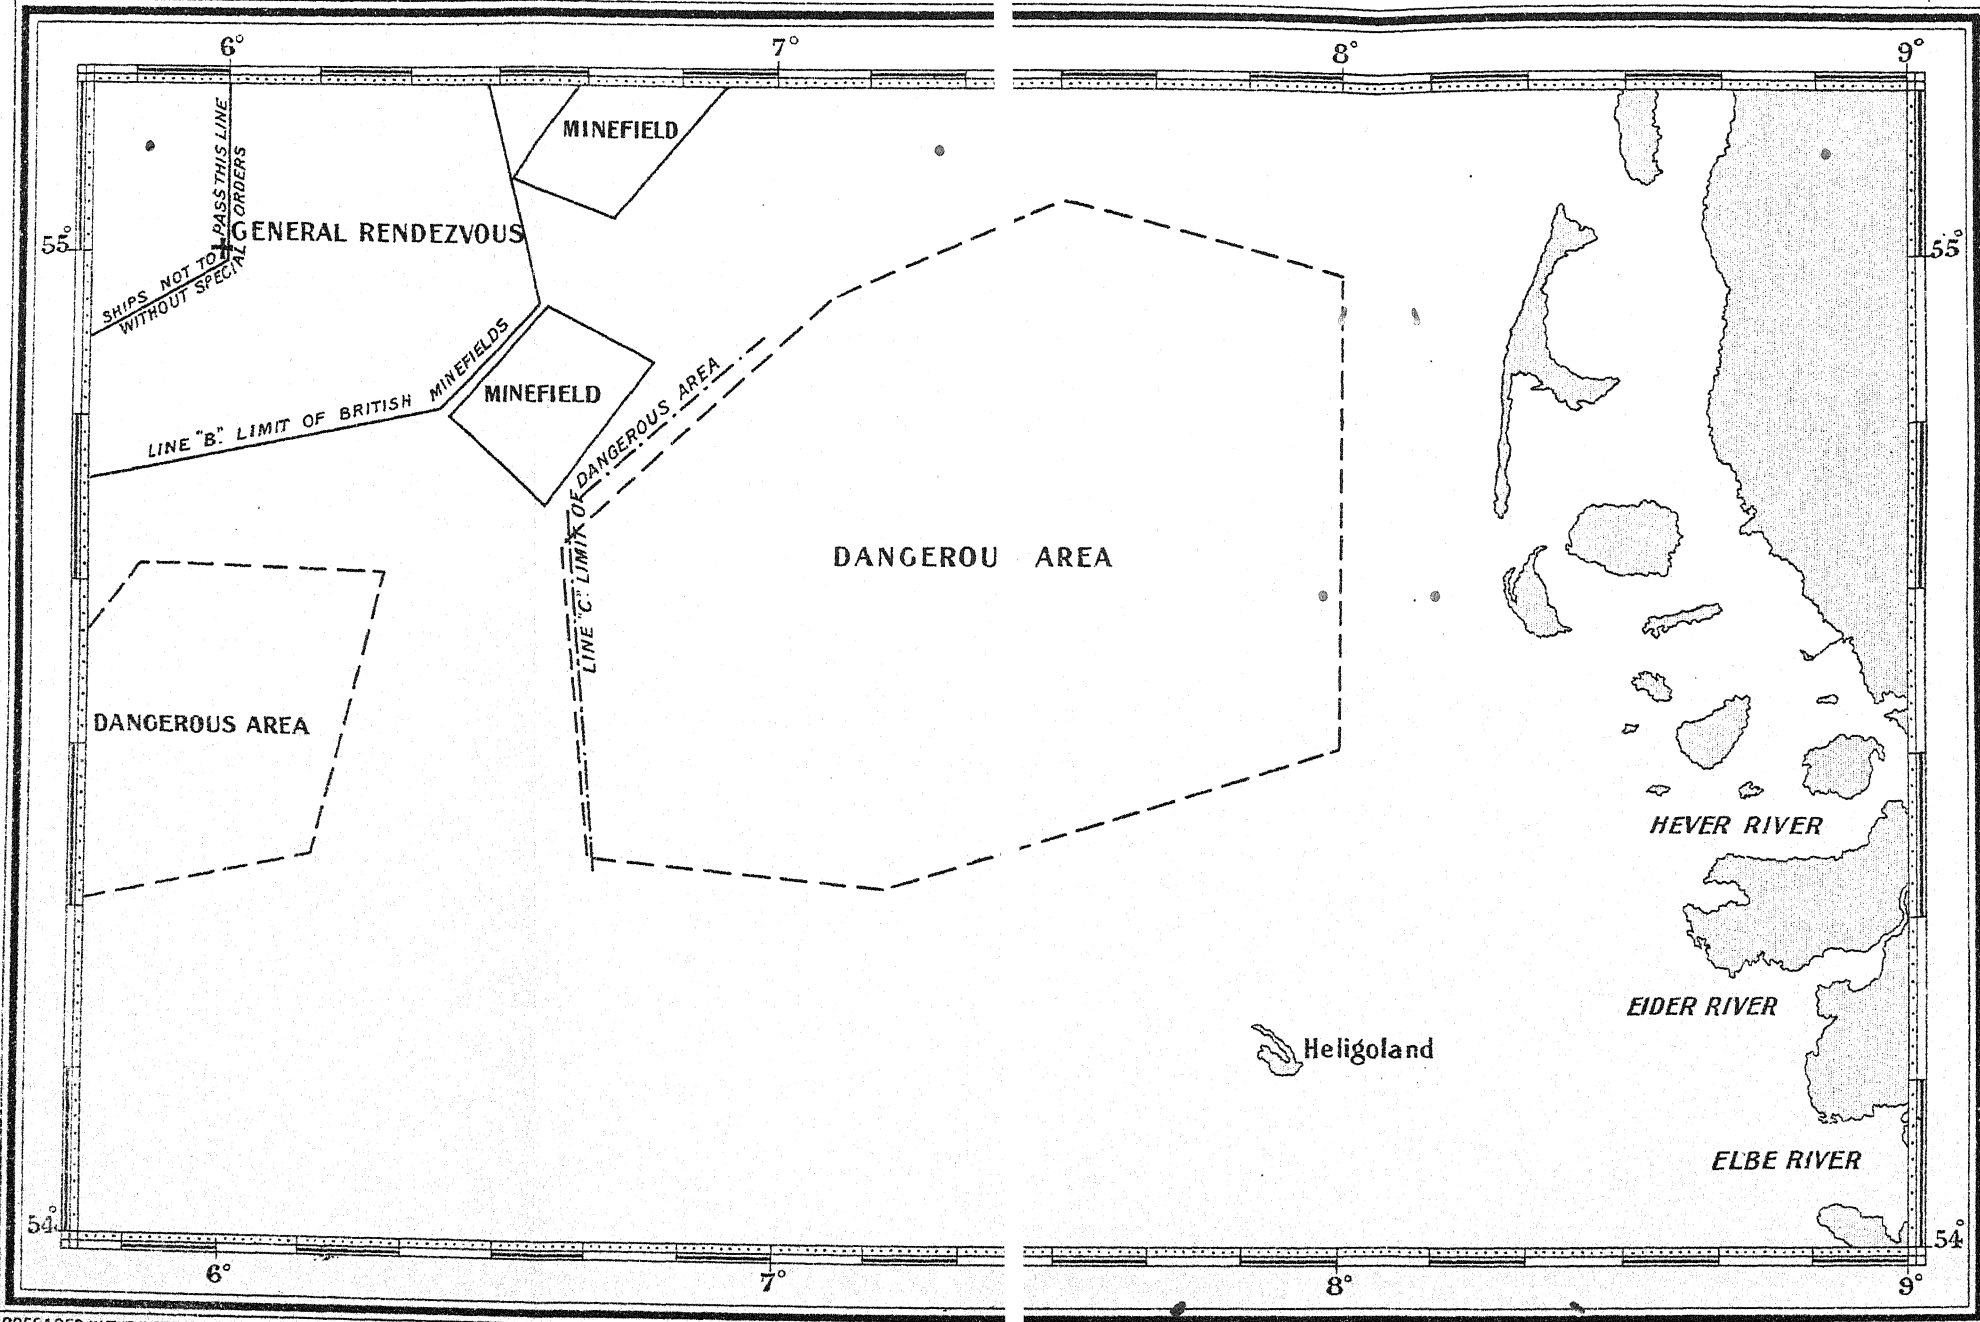 6°
7°
8°
9°
MINEFIELD
SHIPS NOT TO PASS THIS LINE
WITHOUT SPECIAL ORDERS
GENERAL RENDEZVOUS
55°
55°
LINE "B". LIMIT OF BRITISH MINEFIELDS
MINEFIELD
LINE "C" LIMIT OF DANGEROUS AREA
DANGEROU AREA
DANGEROUS AREA
HEVER RIVER
EIDER RIVER
Heligoland
ELBE RIVER
54°
54°
6°
7°
8°
9°